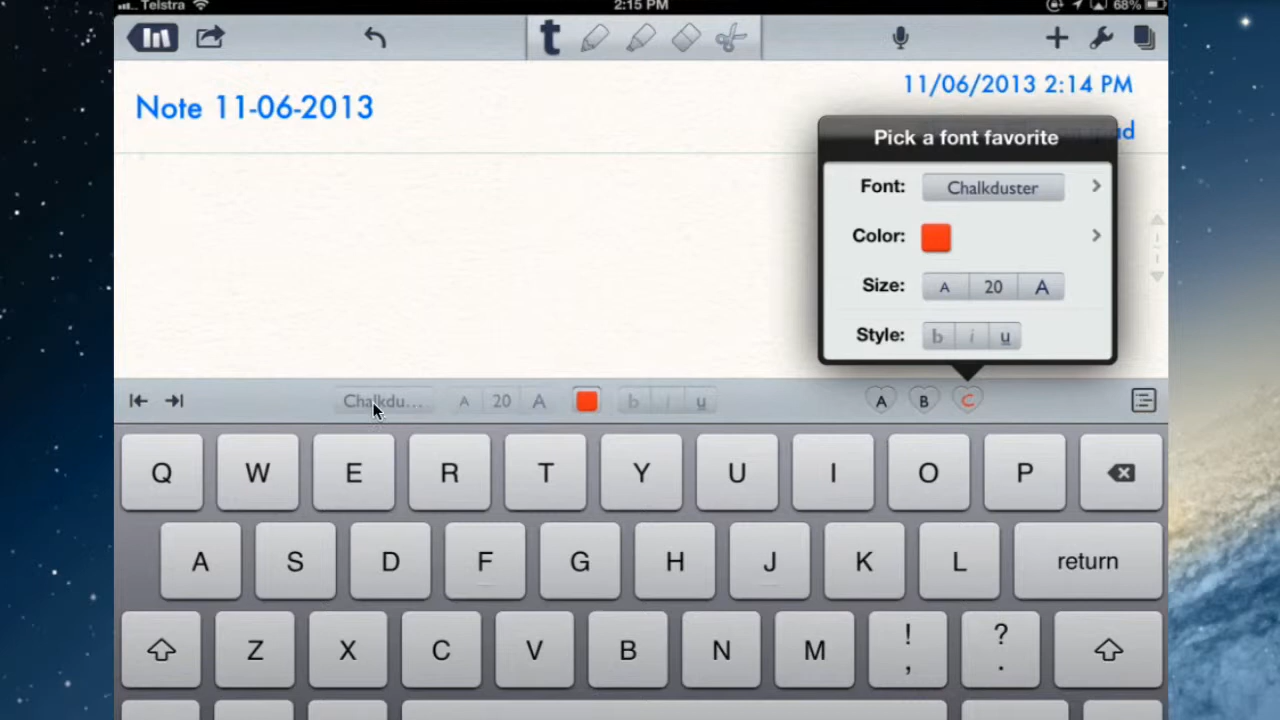 Telstra 2:15 PM 68%
t
11/06/2013 2:14 PM
Note 11-06-2013
Pick a font favorite
Font: Chalkduster
Color:
Size: A 20 A
Style: b i u
Chalkdu... A 20 A b i u A B C
Q W E R T Y U I O P
A S D F G H J K L return
Z X C V B N M ! , ? .